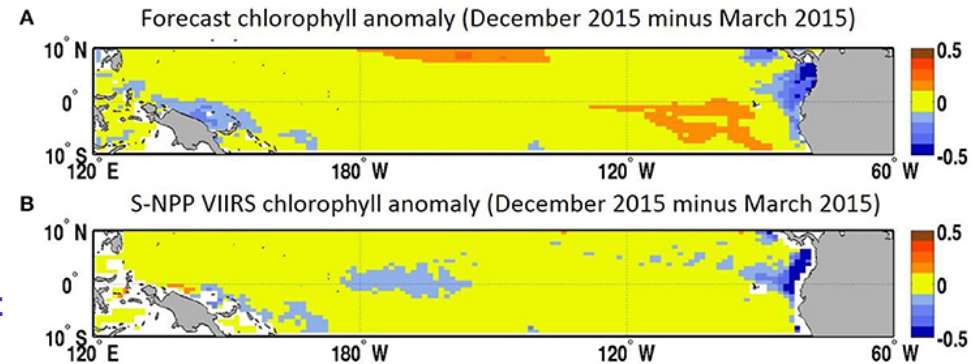 A
Forecast chlorophyll anomaly (December 2015 minus March 2015)
10° N
0°
10° S
120° E
180° W
120° W
60° W
0.5
0
-0.5
B
S-NPP VIIRS chlorophyll anomaly (December 2015 minus March 2015)
10° N
0°
10° S
120° E
180° W
120° W
60° W
0.5
0
-0.5